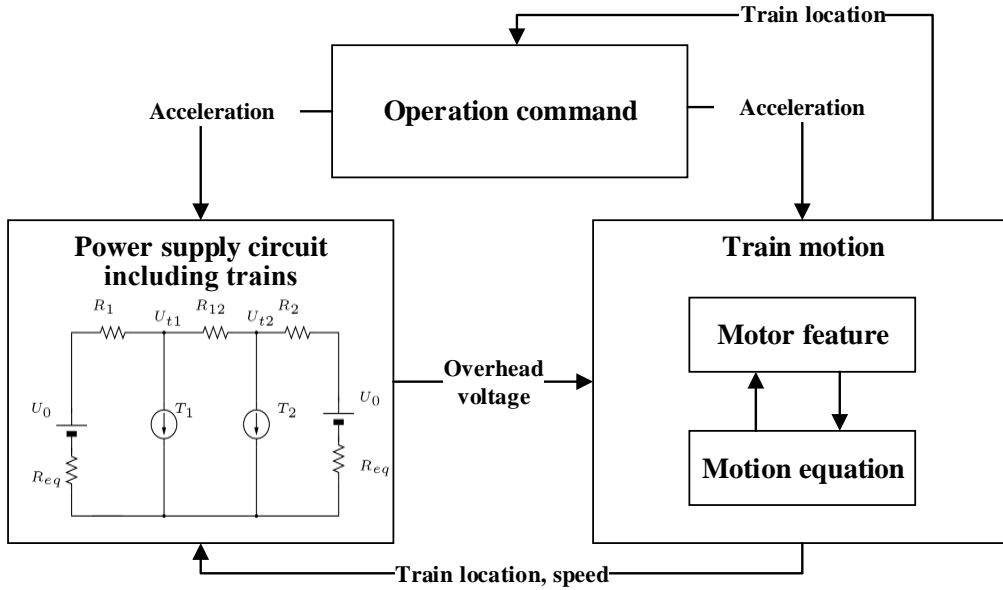 Train location
Operation command
Acceleration
Acceleration
Power supply circuit
including trains
Train motion
R1
Ut1
R12
Ut2
R2
Motor feature
Overhead
voltage
U0
T1
T2
U0
Req
Req
Motion equation
Train location, speed